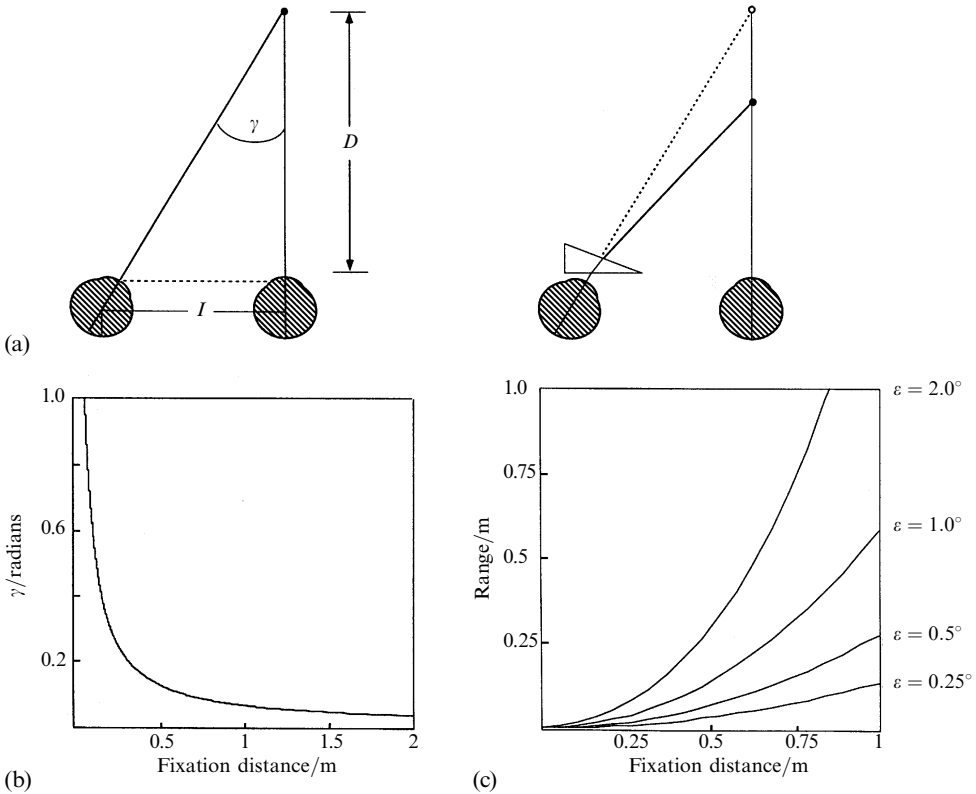 γ
D
I
(a)
1.0
0.6
0.2
γ/radians
0.5
1
1.5
2
Fixation distance/m
(b)
1.0
0.75
0.5
0.25
Range/m
ε = 2.0°
ε = 1.0°
ε = 0.5°
ε = 0.25°
0.25
0.5
0.75
1
Fixation distance/m
(c)